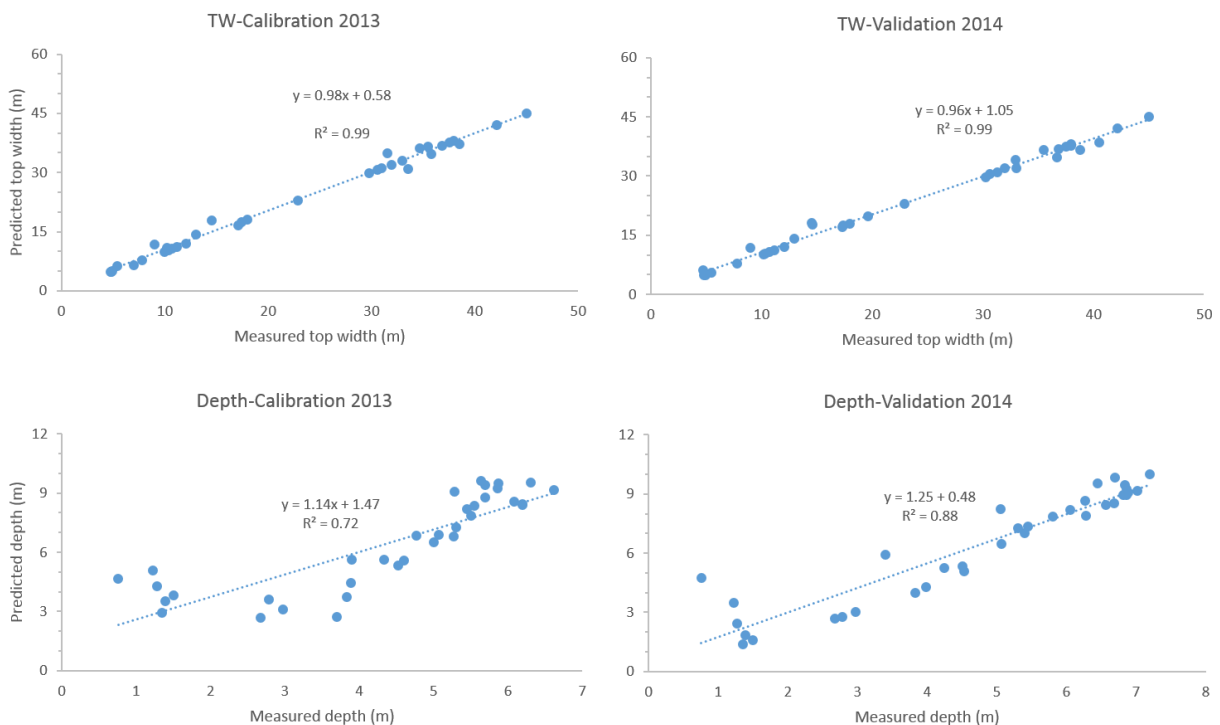 TW-Calibration 2013
60
45
30
15
0
Predicted top width (m)
y = 0.98x + 0.58
R² = 0.99
0 10 20 30 40 50
Measured top width (m)
TW-Validation 2014
60
45
30
15
0
y = 0.96x + 1.05
R² = 0.99
0 10 20 30 40 50
Measured top width (m)
Depth-Calibration 2013
12
9
6
3
0
Predicted depth (m)
y = 1.14x + 1.47
R² = 0.72
0 1 2 3 4 5 6 7
Measured depth (m)
Depth-Validation 2014
12
9
6
3
0
y = 1.25 + 0.48
R² = 0.88
0 1 2 3 4 5 6 7 8
Measured depth (m)